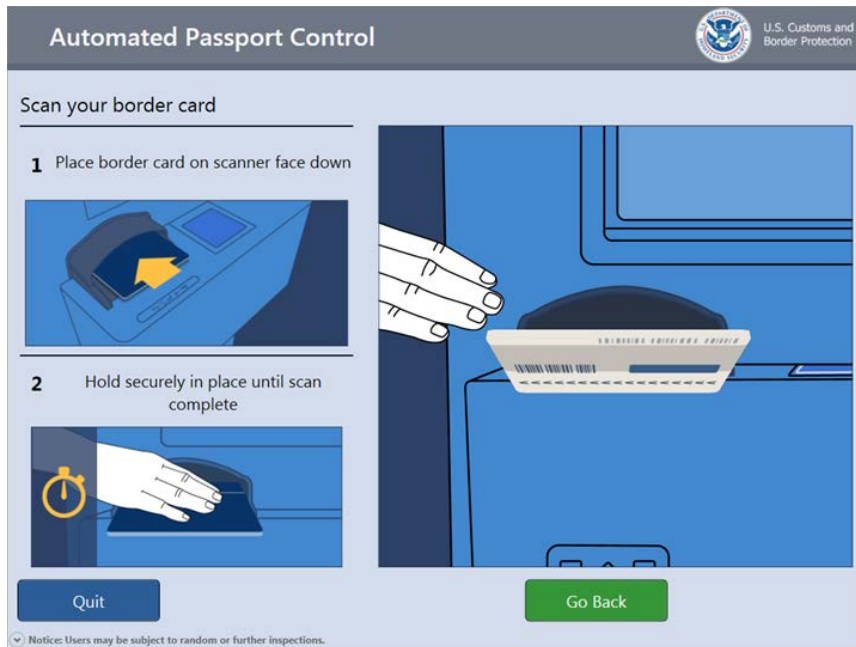 Automated Passport Control
U.S. Customs and
Border Protection
Scan your border card
1 Place border card on scanner face down
2 Hold securely in place until scan
complete
Quit
Go Back
Notice: Users may be subject to random or further inspections.